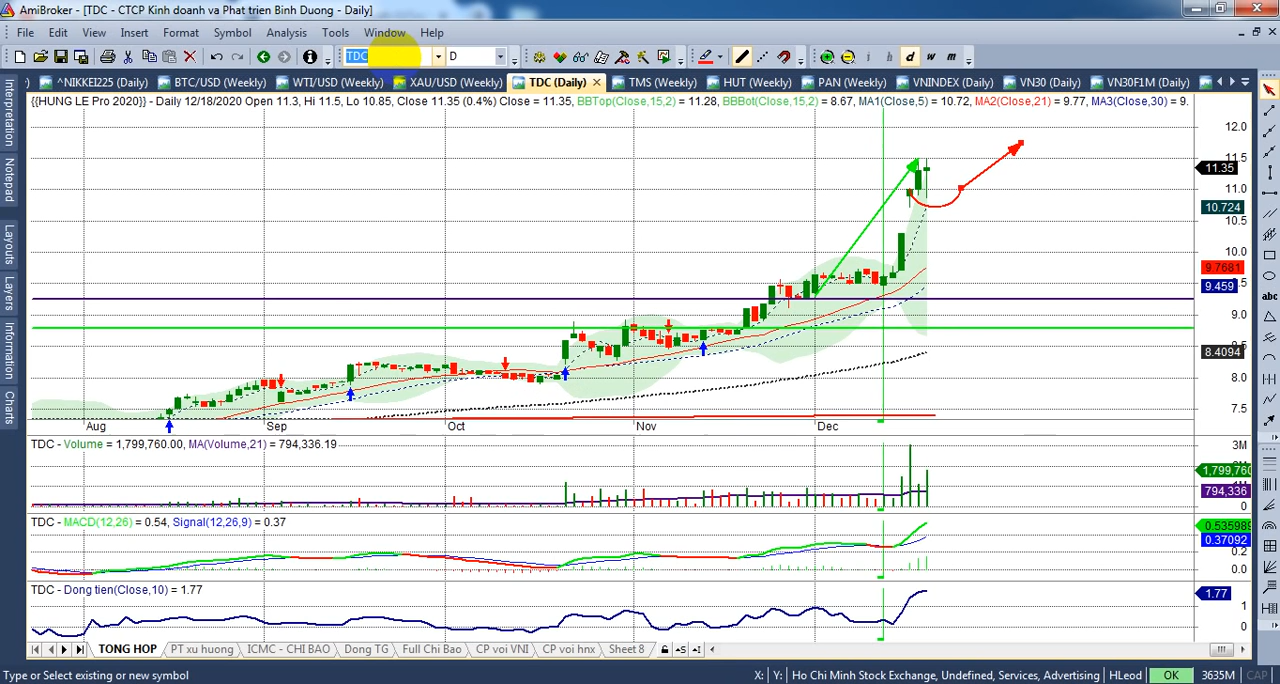 AmiBroker - [TDC - CTCP Kinh doanh va Phat trien Binh Duong - Daily]
File Edit View Insert Format Symbol Analysis Tools Window Help
TDC D i h d w m
^NIKKEI225 (Daily) BTC/USD (Weekly) WTI/USD (Weekly) XAU/USD (Weekly) TDC (Daily) TMS (Weekly) HUT (Weekly) PAN (Weekly) VNINDEX (Daily) VN30 (Daily) VN30F1M (Daily)
{{HUNG LE Pro 2020}} - Daily 12/18/2020 Open 11.3, Hi 11.5, Lo 10.85, Close 11.35 (0.4%) Close = 11.35, BBTop(Close,15,2) = 11.28, BBBot(Close,15,2) = 8.67, MA1(Close,5) = 10.72, MA2(Close,21) = 9.77, MA3(Close,30) = 9.
Interpretation
Notepad
Layouts
Layers
Information
Charts
abc
12.0
11.5
11.35
11.0
10.724
10.5
10.0
9.7681
9.459
9.0
8.4094
8.0
7.5
Aug Sep Oct Nov Dec
TDC - Volume = 1,799,760.00, MA(Volume,21) = 794,336.19
3M
1,799,760
794,336
0
TDC - MACD(12,26) = 0.54, Signal(12,26,9) = 0.37
0.535989
0.37092
0.2
0.0
TDC - Dong tien(Close,10) = 1.77
1.77
1
0
TONG HOP PT xu huong ICMC - CHI BAO Dong TG Full Chi Bao CP voi VNI CP voi hnx Sheet 8
Type or Select existing or new symbol X: Y: Ho Chi Minh Stock Exchange, Undefined, Services, Advertising HLeod OK 3635M CAP